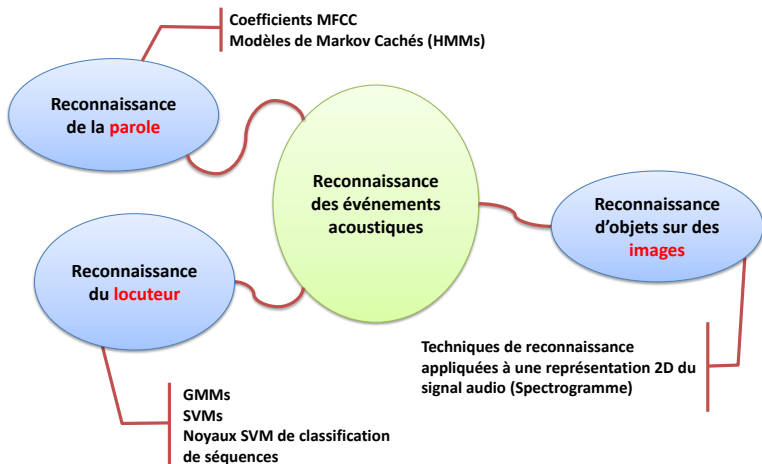 Coefficients MFCC
Modèles de Markov Cachés (HMMs)
Reconnaissance
de la parole
Reconnaissance
des événements
acoustiques
Reconnaissance
d’objets sur des
images
Reconnaissance
du locuteur
Techniques de reconnaissance
appliquées à une représentation 2D du
signal audio (Spectrogramme)
GMMs
SVMs
Noyaux SVM de classification
de séquences